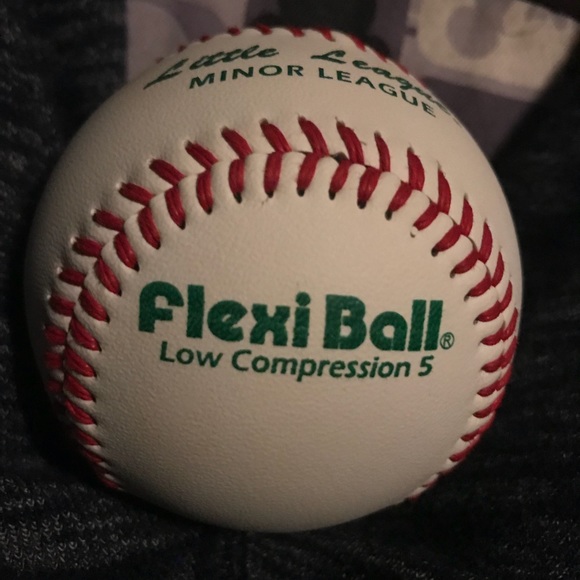 Little League
MINOR LEAGUE
Flexi Ball®
Low Compression 5